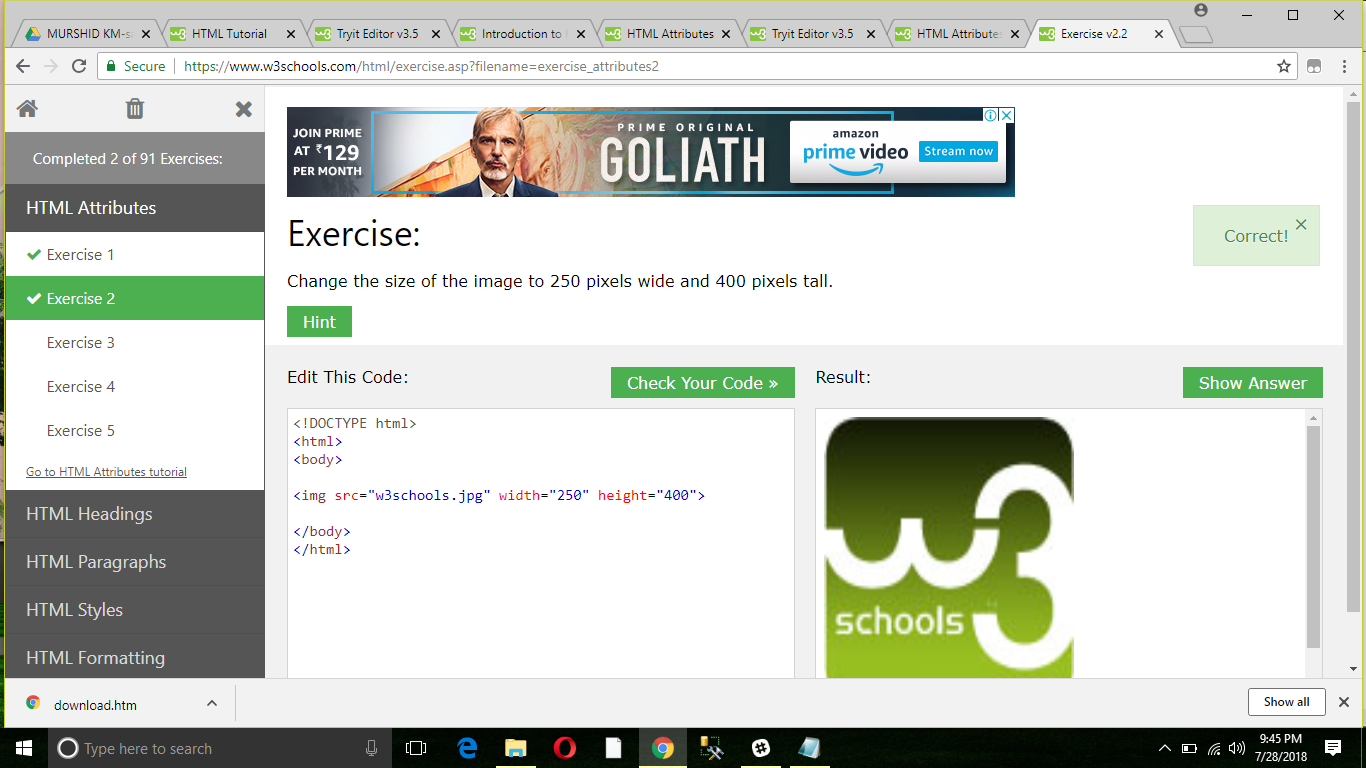 MURSHID KM-s
HTML Tutorial
Tryit Editor v3.5
Introduction to
HTML Attributes
Tryit Editor v3.5
HTML Attribute
Exercise v2.2
Secure
https://www.w3schools.com/html/exercise.asp?filename=exercise_attributes2
Completed 2 of 91 Exercises:
HTML Attributes
Exercise 1
Exercise 2
Exercise 3
Exercise 4
Exercise 5
Go to HTML Attributes tutorial
HTML Headings
HTML Paragraphs
HTML Styles
HTML Formatting
JOIN PRIME
AT ₹129
PER MONTH
PRIME ORIGINAL
GOLIATH
amazon
prime video
Stream now
Exercise:
Correct!
Change the size of the image to 250 pixels wide and 400 pixels tall.
Hint
Edit This Code:
Check Your Code »
Result:
Show Answer
<!DOCTYPE html>
<html>
<body>
<img src="w3schools.jpg" width="250" height="400">
</body>
</html>
w3
schools
download.htm
Show all
Type here to search
9:45 PM
7/28/2018